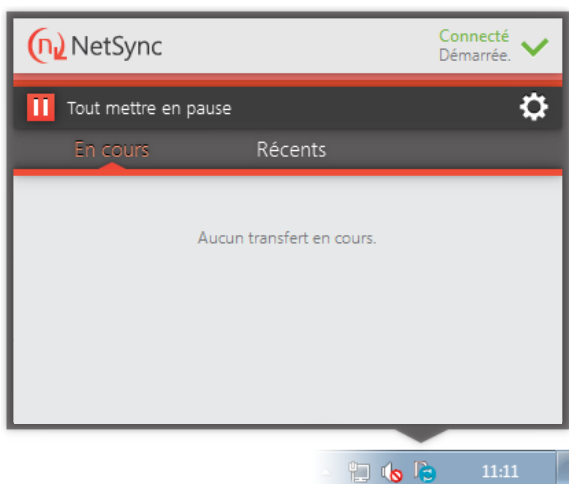 NetSync
Connecté
Démarrée.
Tout mettre en pause
En cours
Récents
Aucun transfert en cours.
11:11